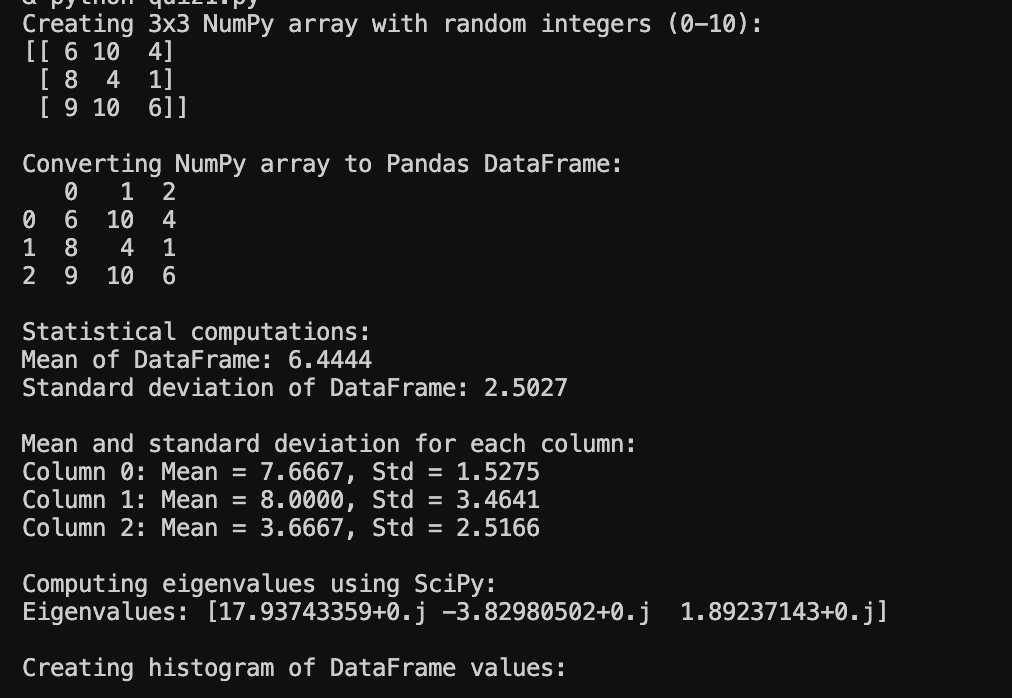 Creating 3x3 NumPy array with random integers (0-10):
[[ 6 10  4]
 [ 8  4  1]
 [ 9 10  6]]
Converting NumPy array to Pandas DataFrame:
   0   1  2
0  6  10  4
1  8   4  1
2  9  10  6
Statistical computations:
Mean of DataFrame: 6.4444
Standard deviation of DataFrame: 2.5027
Mean and standard deviation for each column:
Column 0: Mean = 7.6667, Std = 1.5275
Column 1: Mean = 8.0000, Std = 3.4641
Column 2: Mean = 3.6667, Std = 2.5166
Computing eigenvalues using SciPy:
Eigenvalues: [17.93743359+0.j -3.82980502+0.j  1.89237143+0.j]
Creating histogram of DataFrame values: